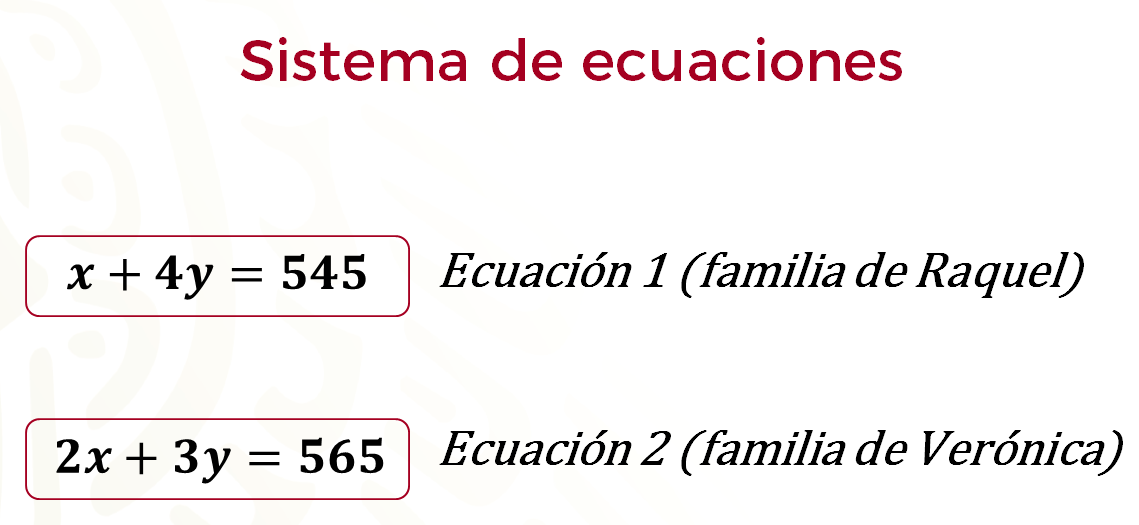 Sistema de ecuaciones
x + 4y = 545 Ecuación 1 (familia de Raquel)
2x + 3y = 565 Ecuación 2 (familia de Verónica)